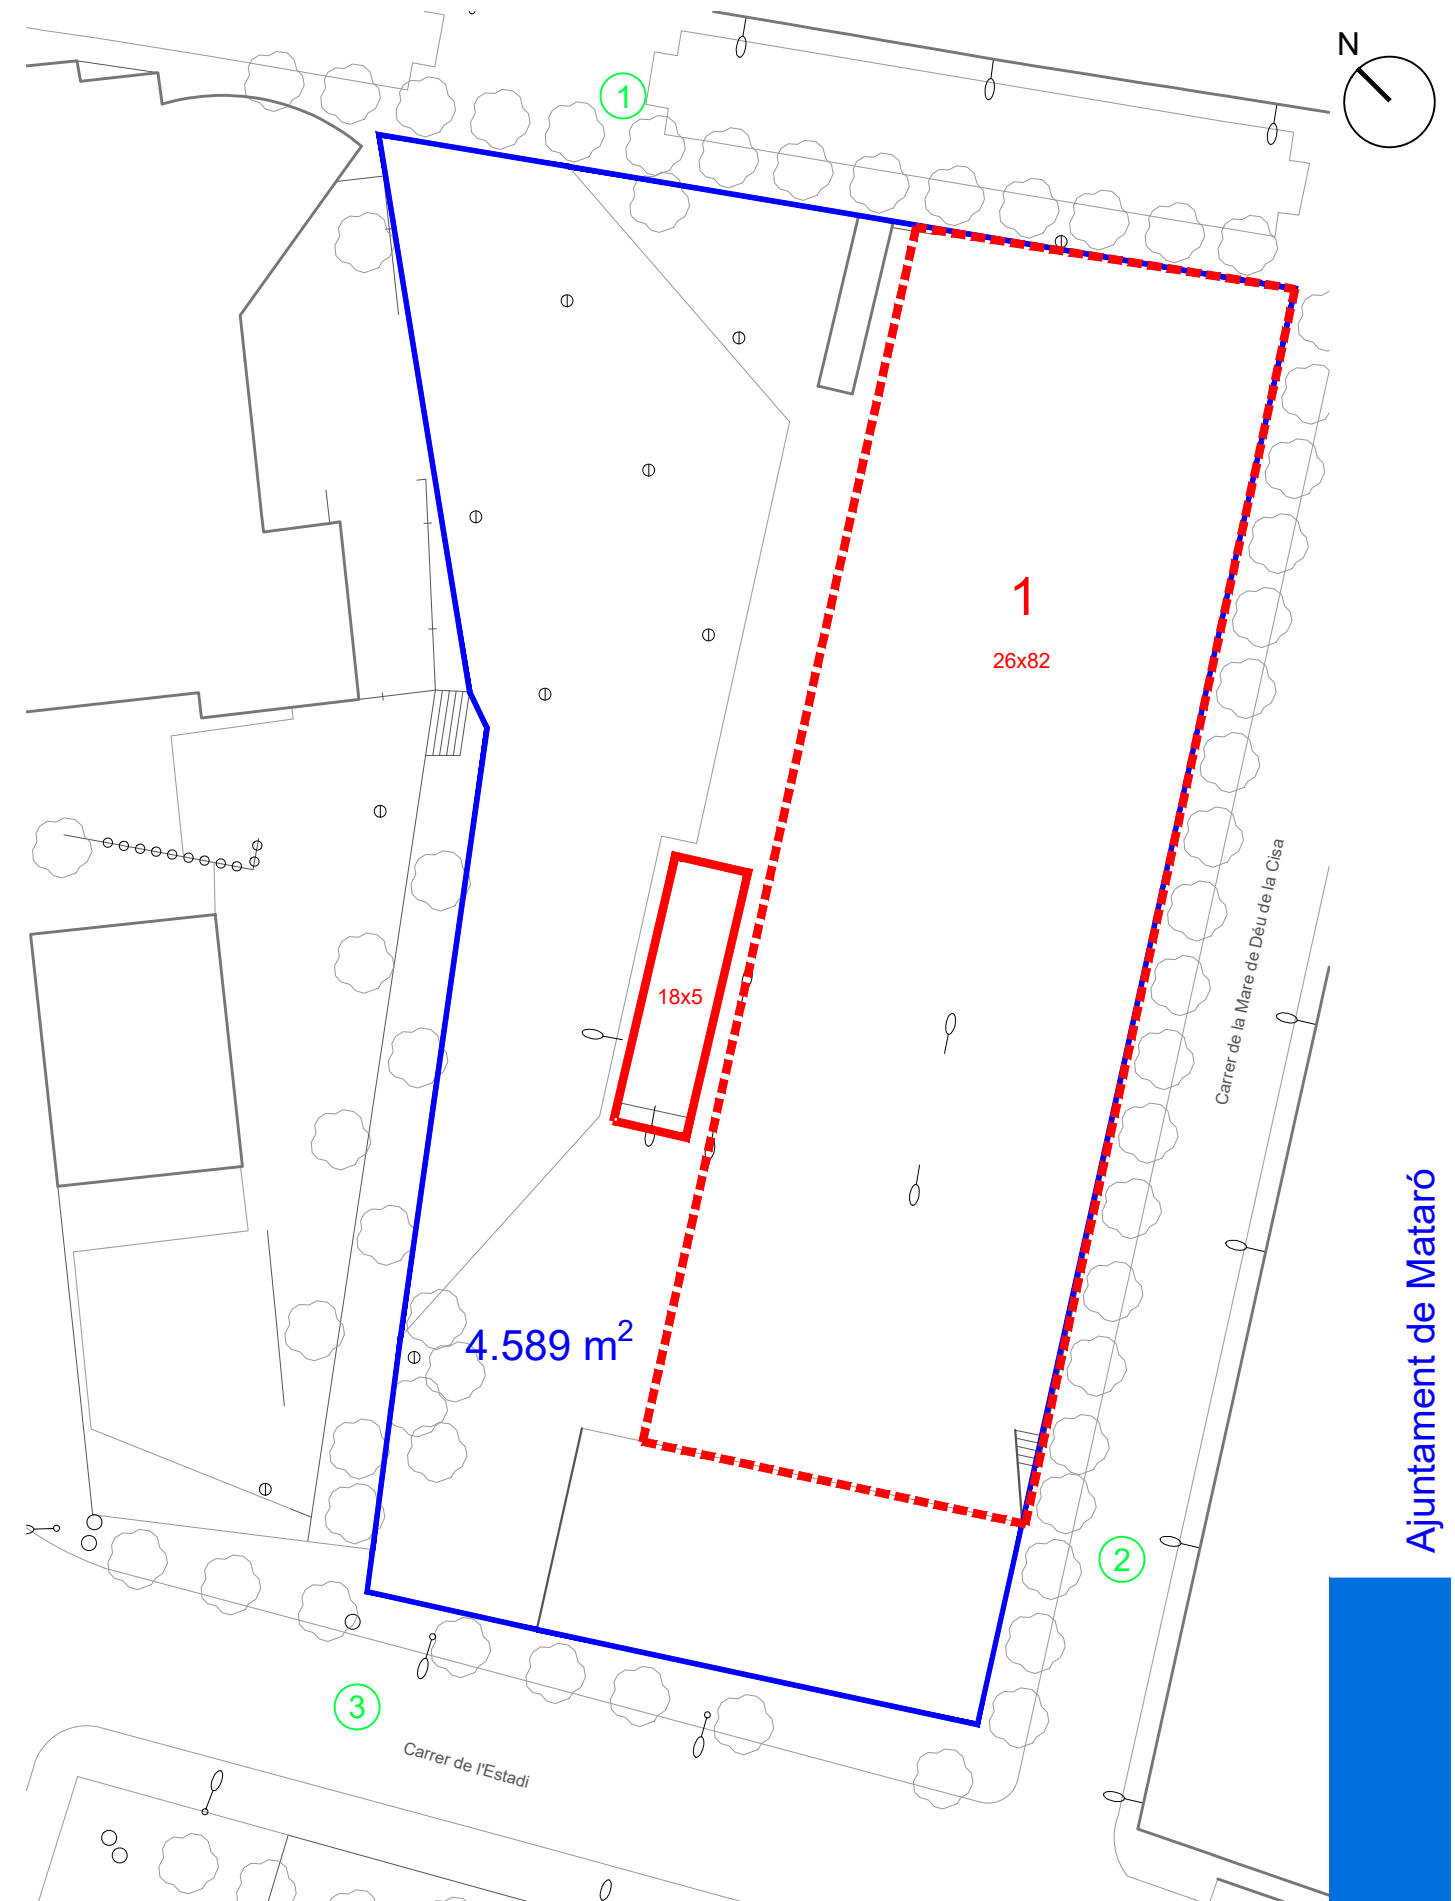 N
1
1
26x82
Carrer de la Mare de Déu de la Cisa
18x5
4.589 m²
Ajuntament de Mataró
2
3
Carrer de l'Estadi